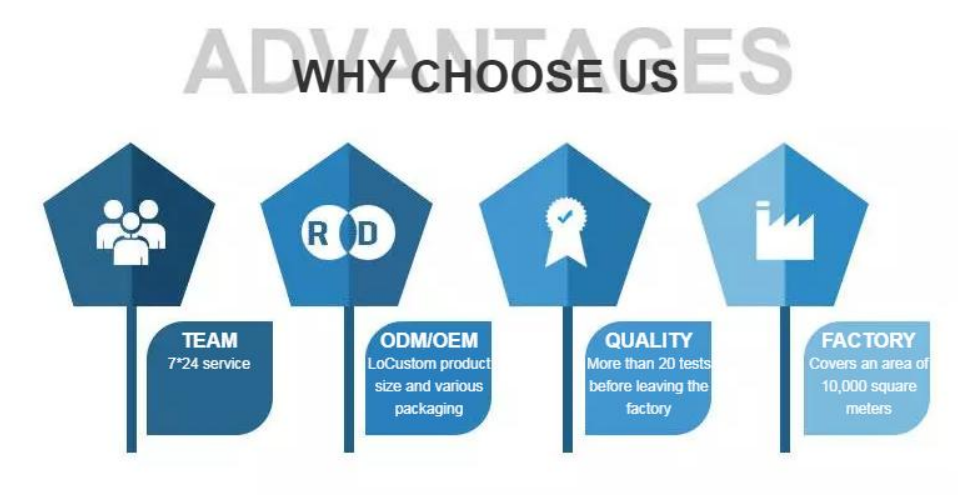 ADVANTAGES
WHY CHOOSE US
R D
TEAM
7*24 service
ODM/OEM
LoCustom product
size and various
packaging
QUALITY
More than 20 tests
before leaving the
factory
FACTORY
Covers an area of
10,000 square
meters